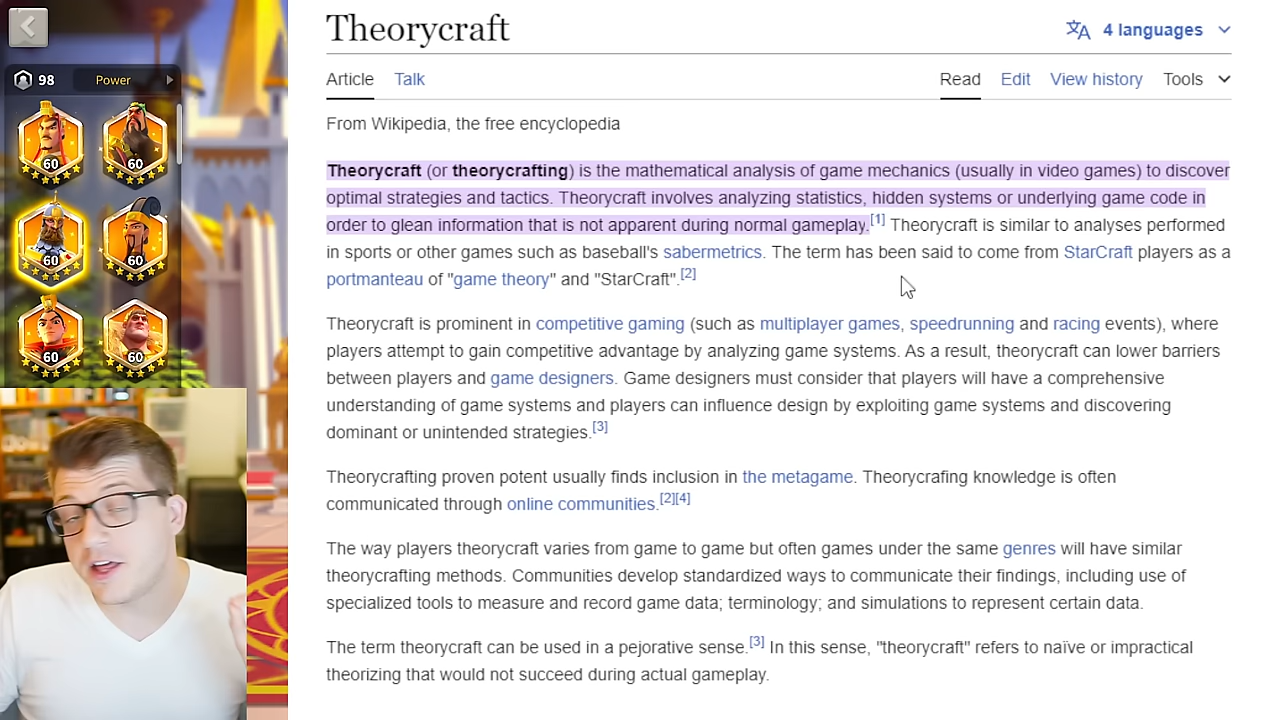 98 Power
60 60
60 60
60 60
Theorycraft
4 languages
Article Talk Read Edit View history Tools
From Wikipedia, the free encyclopedia
Theorycraft (or theorycrafting) is the mathematical analysis of game mechanics (usually in video games) to discover
optimal strategies and tactics. Theorycraft involves analyzing statistics, hidden systems or underlying game code in
order to glean information that is not apparent during normal gameplay.[1] Theorycraft is similar to analyses performed
in sports or other games such as baseball's sabermetrics. The term has been said to come from StarCraft players as a
portmanteau of "game theory" and "StarCraft".[2]
Theorycraft is prominent in competitive gaming (such as multiplayer games, speedrunning and racing events), where
players attempt to gain competitive advantage by analyzing game systems. As a result, theorycraft can lower barriers
between players and game designers. Game designers must consider that players will have a comprehensive
understanding of game systems and players can influence design by exploiting game systems and discovering
dominant or unintended strategies.[3]
Theorycrafting proven potent usually finds inclusion in the metagame. Theorycrafing knowledge is often
communicated through online communities.[2][4]
The way players theorycraft varies from game to game but often games under the same genres will have similar
theorycrafting methods. Communities develop standardized ways to communicate their findings, including use of
specialized tools to measure and record game data; terminology; and simulations to represent certain data.
The term theorycraft can be used in a pejorative sense.[3] In this sense, "theorycraft" refers to naïve or impractical
theorizing that would not succeed during actual gameplay.